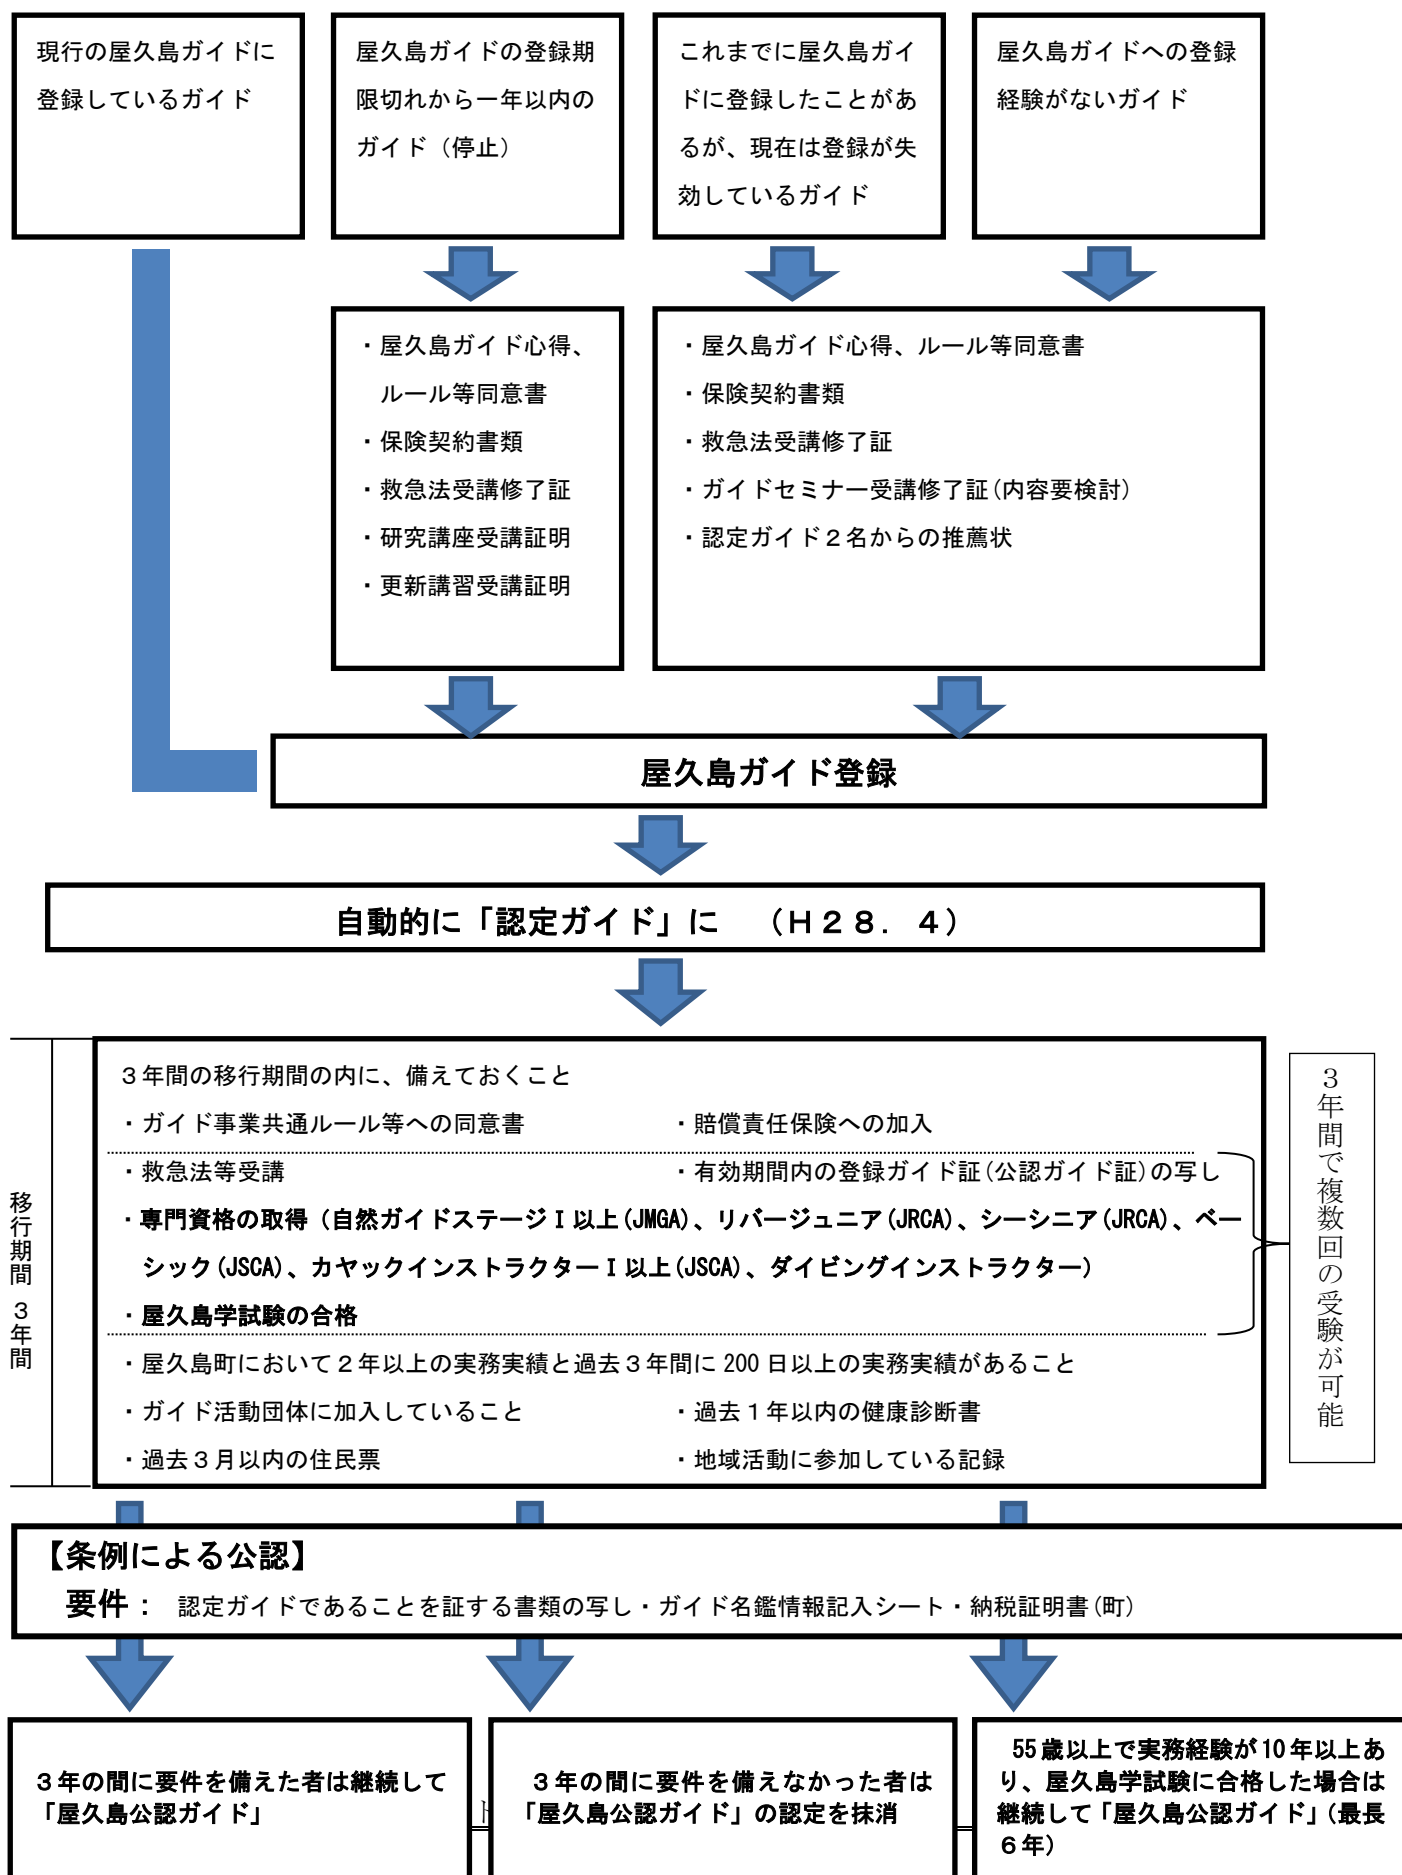 現行の屋久島ガイドに
登録しているガイド
屋久島ガイドの登録期
限切れから一年以内の
ガイド（停止）
これまでに屋久島ガイ
ドに登録したことがあ
るが、現在は登録が失
効しているガイド
屋久島ガイドへの登録
経験がないガイド
・屋久島ガイド心得、
ルール等同意書
・保険契約書類
・救急法受講修了証
・研究講座受講証明
・更新講習受講証明
・屋久島ガイド心得、ルール等同意書
・保険契約書類
・救急法受講修了証
・ガイドセミナー受講修了証(内容要検討)
・認定ガイド２名からの推薦状
屋久島ガイド登録
自動的に「認定ガイド」に　（Ｈ２８．４）
移行期間 ３年間
３年間の移行期間の内に、備えておくこと
・ガイド事業共通ルール等への同意書　・賠償責任保険への加入
・救急法等受講　・有効期間内の登録ガイド証(公認ガイド証)の写し
・専門資格の取得（自然ガイドステージⅠ以上(JMGA)、リバージュニア(JRCA)、シーシニア(JRCA)、ベー
シック(JSCA)、カヤックインストラクターⅠ以上(JSCA)、ダイビングインストラクター）
・屋久島学試験の合格
・屋久島町において２年以上の実務実績と過去３年間に200日以上の実務実績があること
・ガイド活動団体に加入していること　・過去１年以内の健康診断書
・過去３月以内の住民票　・地域活動に参加している記録
３年間で複数回の受験が可能
【条例による公認】
要件： 認定ガイドであることを証する書類の写し・ガイド名鑑情報記入シート・納税証明書(町)
３年の間に要件を備えた者は継続して
「屋久島公認ガイド」
３年の間に要件を備えなかった者は
「屋久島公認ガイド」の認定を抹消
55歳以上で実務経験が10年以上あ
り、屋久島学試験に合格した場合は
継続して「屋久島公認ガイド」（最長
６年）